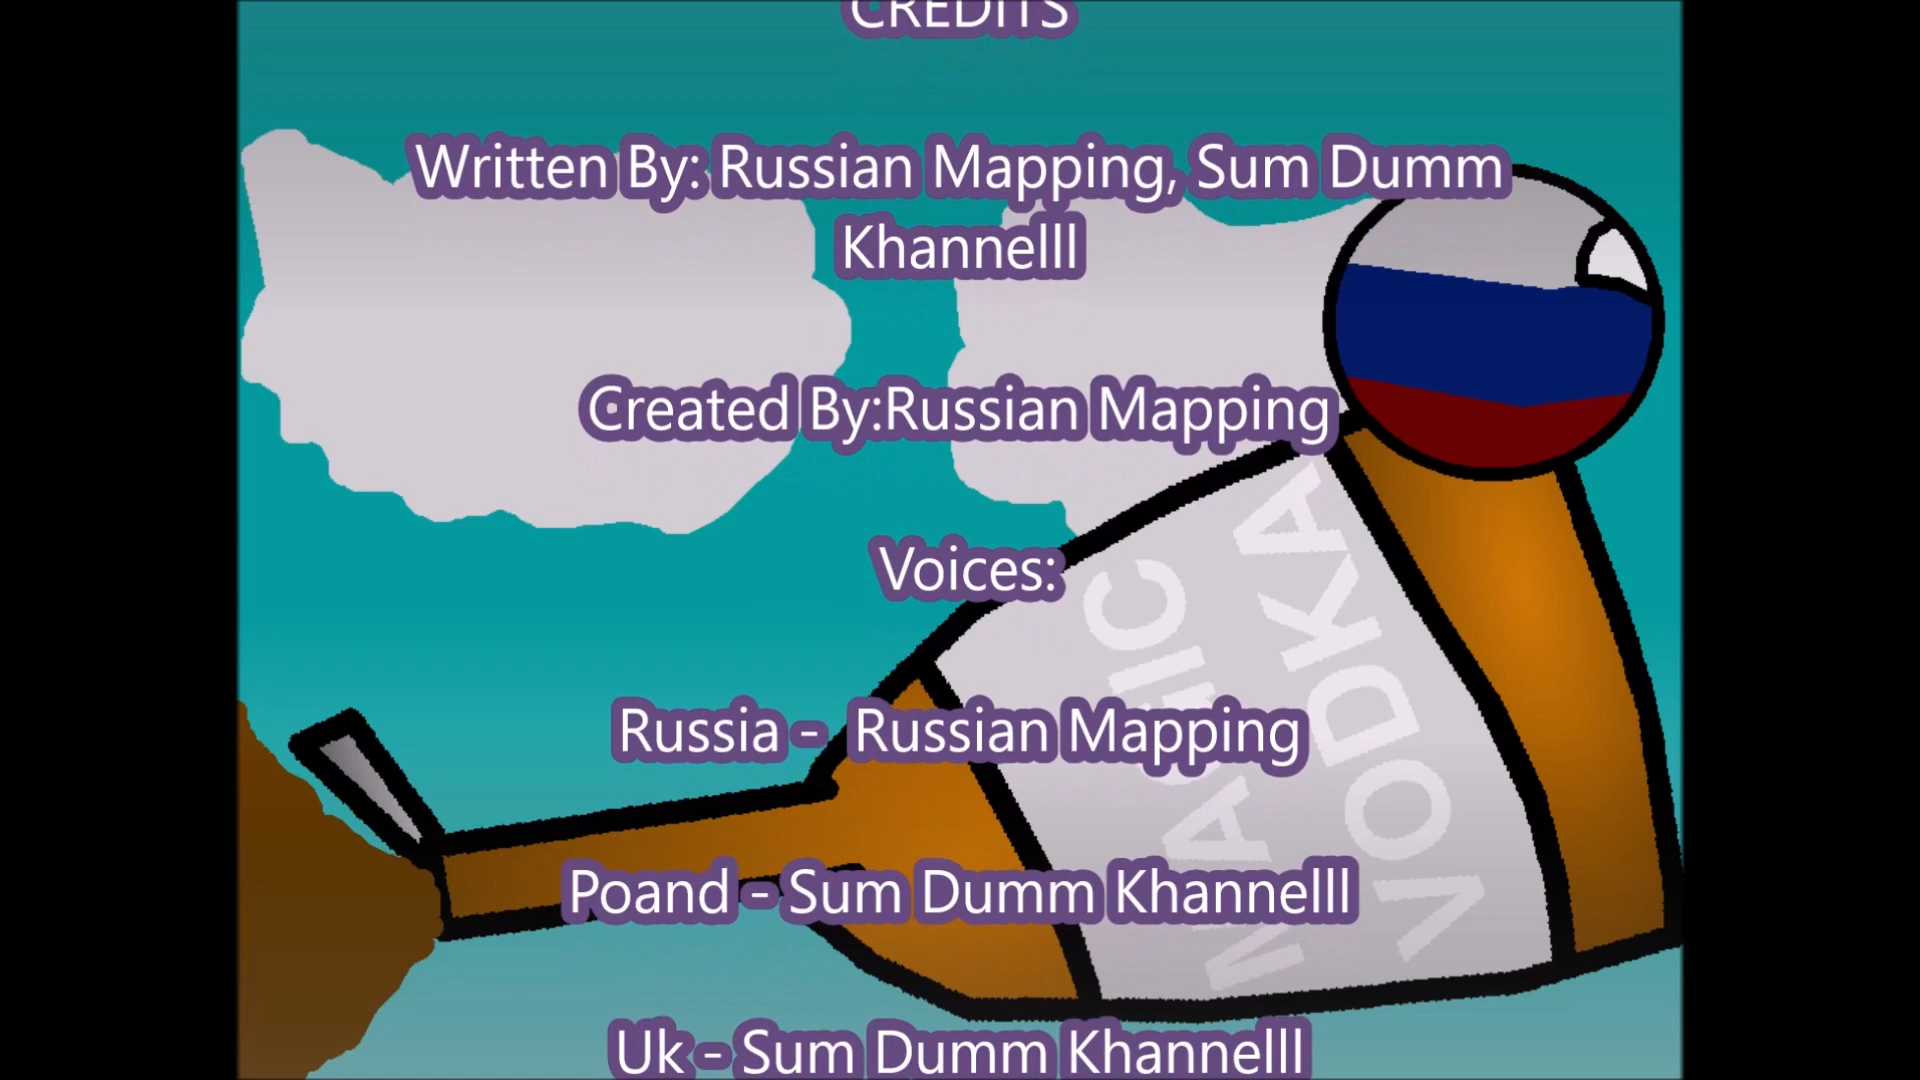 CREDITS
Written By: Russian Mapping, Sum Dumm
Khannelll
Created By:Russian Mapping
Voices:
Russia - Russian Mapping
Poand - Sum Dumm Khannelll
Uk - Sum Dumm Khannelll
MAGIC
VODKA